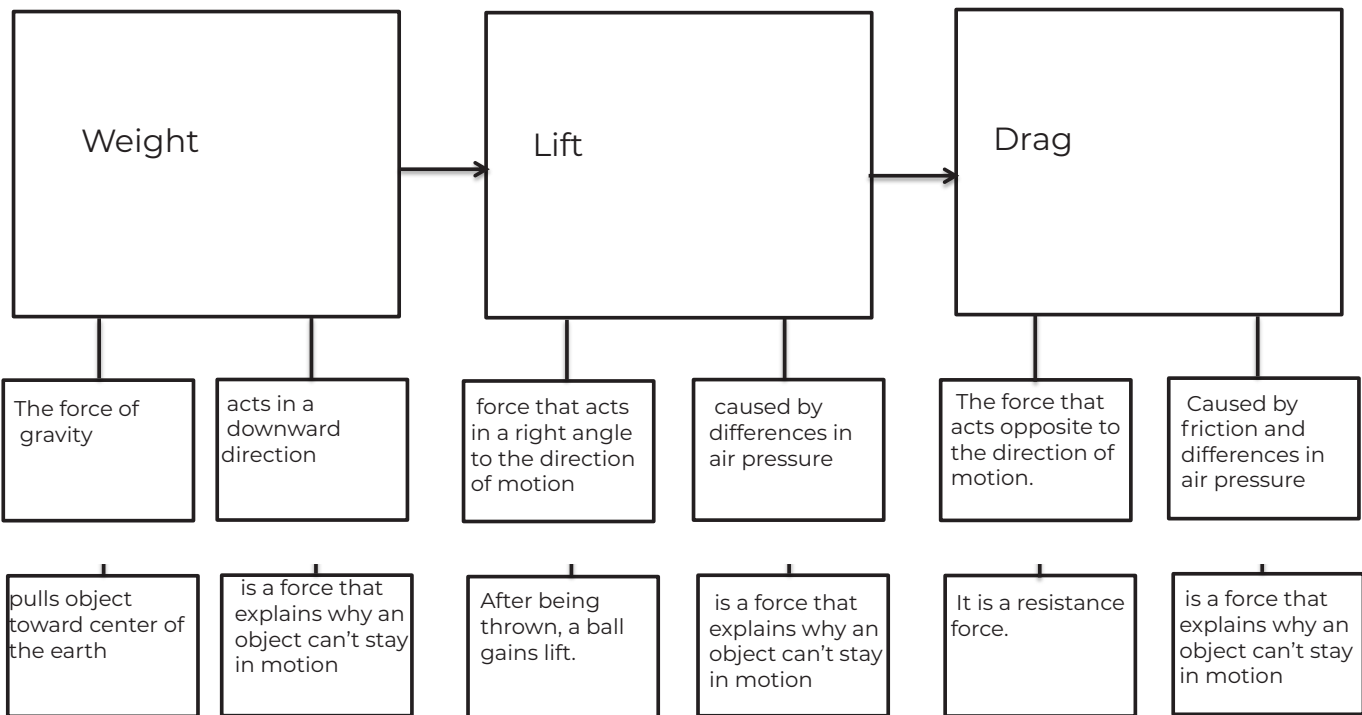 Weight
Lift
Drag
The force of
gravity
acts in a
downward
direction
force that acts
in a right angle
to the direction
of motion
caused by
differences in
air pressure
The force that
acts opposite to
the direction of
motion.
Caused by
friction and
differences in
air pressure
pulls object
toward center of
the earth
is a force that
explains why an
object can’t stay
in motion
After being
thrown, a ball
gains lift.
is a force that
explains why an
object can’t stay
in motion
It is a resistance
force.
is a force that
explains why an
object can’t stay
in motion